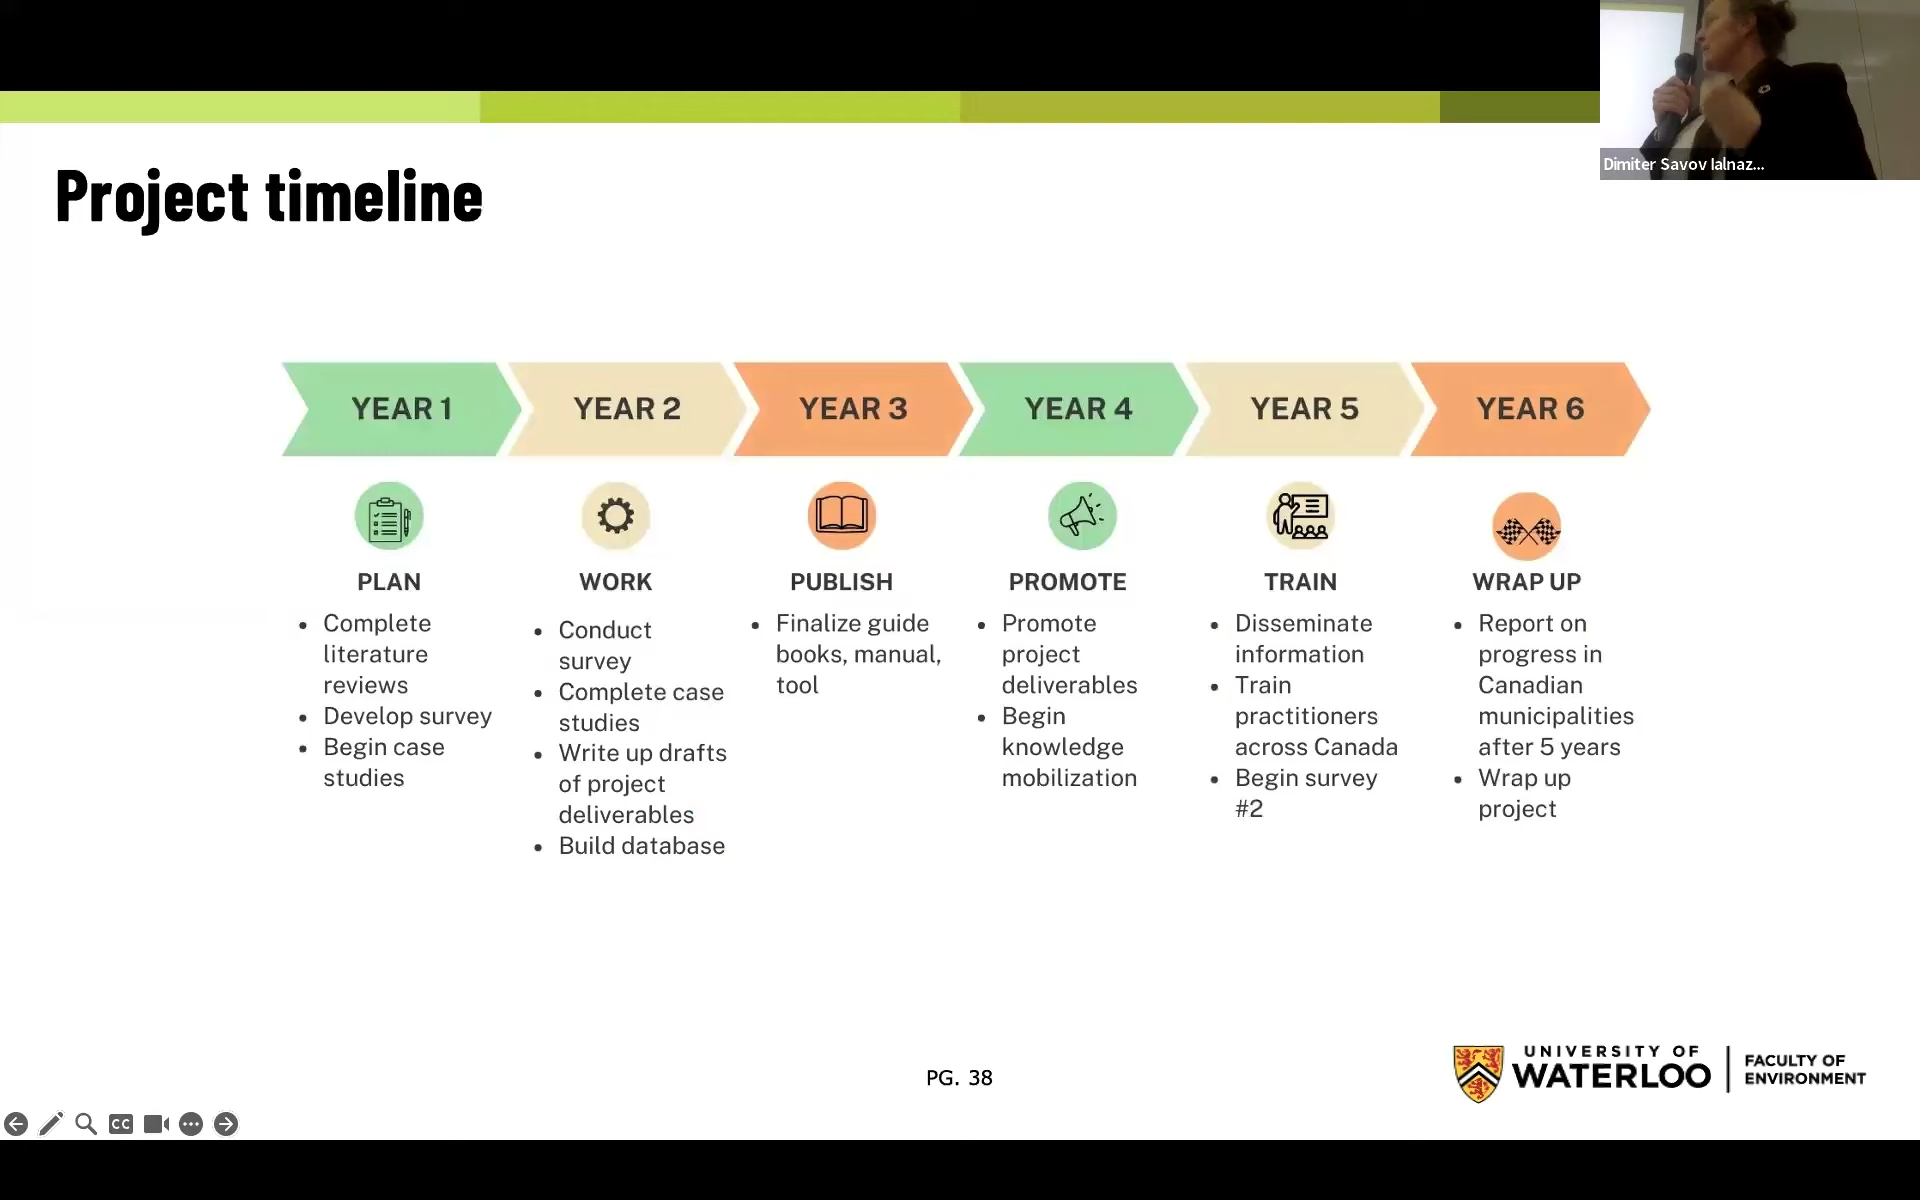 Dimiter Savov Ialnaz...
Project timeline
YEAR 1
YEAR 2
YEAR 3
YEAR 4
YEAR 5
YEAR 6
PLAN
• Complete
literature
reviews
• Develop survey
• Begin case
studies
WORK
• Conduct
survey
• Complete case
studies
• Write up drafts
of project
deliverables
• Build database
PUBLISH
• Finalize guide
books, manual,
tool
PROMOTE
• Promote
project
deliverables
• Begin
knowledge
mobilization
TRAIN
• Disseminate
information
• Train
practitioners
across Canada
• Begin survey
#2
WRAP UP
• Report on
progress in
Canadian
municipalities
after 5 years
• Wrap up
project
PG. 38
UNIVERSITY OF
WATERLOO
FACULTY OF
ENVIRONMENT
CC